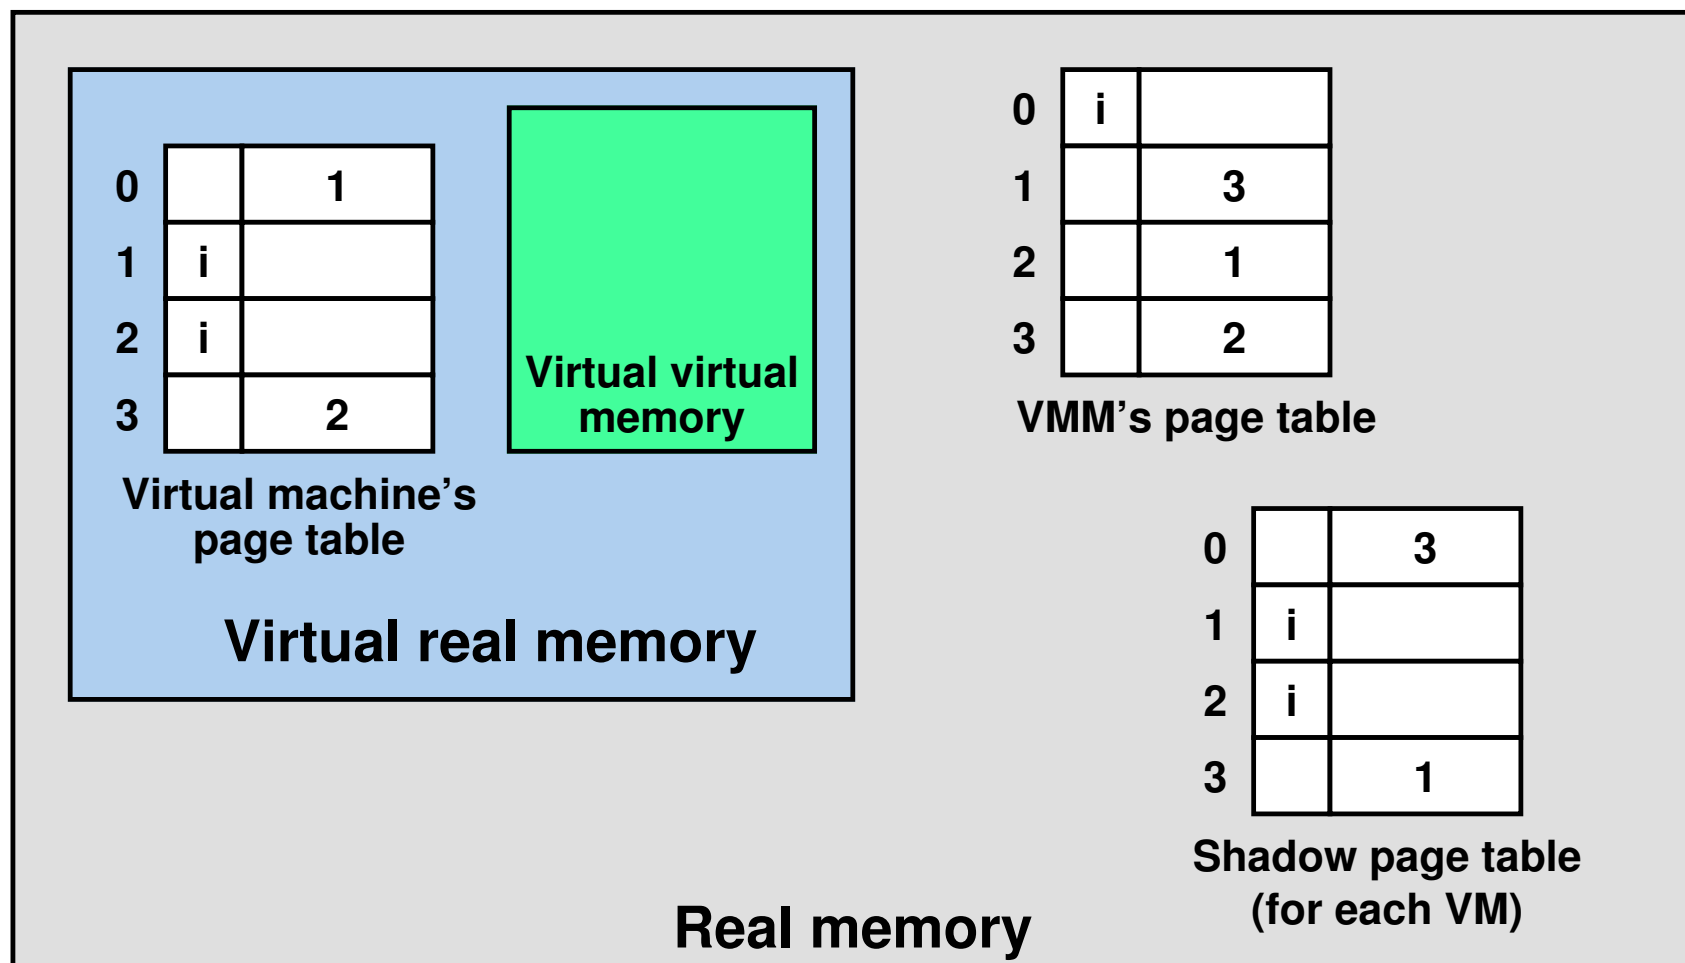 0 1
1 i
2 i
3 2
Virtual machine’s
page table
Virtual virtual
memory
Virtual real memory
0 i
1 3
2 1
3 2
VMM’s page table
0 3
1 i
2 i
3 1
Shadow page table
(for each VM)
Real memory